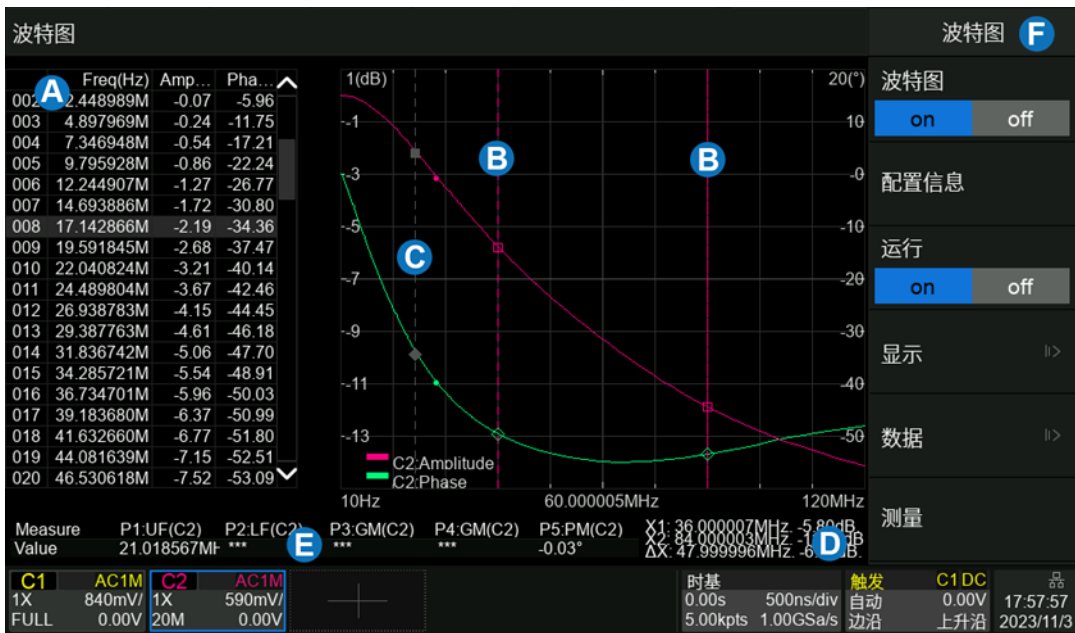 波特图
波特图 F
A
Freq(Hz) Amp... Pha...
002 2.448989M -0.07 -5.96
003 4.897969M -0.24 -11.75
004 7.346948M -0.54 -17.21
005 9.795928M -0.86 -22.24
006 12.244907M -1.27 -26.77
007 14.693886M -1.72 -30.80
008 17.142866M -2.19 -34.36
009 19.591845M -2.68 -37.47
010 22.040824M -3.21 -40.14
011 24.489804M -3.67 -42.46
012 26.938783M -4.15 -44.45
013 29.387763M -4.61 -46.18
014 31.836742M -5.06 -47.70
015 34.285721M -5.54 -48.91
016 36.734701M -5.96 -50.03
017 39.183680M -6.37 -50.99
018 41.632660M -6.77 -51.80
019 44.081639M -7.15 -52.51
020 46.530618M -7.52 -53.09
1(dB) 20(°)
-1 10
-3 -0
-5 -10
-7 -20
-9 -30
-11 -40
-13 -50
B B
C
C2:Amplitude
C2:Phase
10Hz 60.000005MHz 120MHz
波特图
on off
配置信息
运行
on off
显示
数据
测量
Measure P1:UF(C2) P2:LF(C2) P3:GM(C2) P4:GM(C2) P5:PM(C2)
Value 21.018567MH *** *** *** -0.03°
E
X1: 36.000007MHz. -5.80dB
X2: 84.000003MHz.
ΔX: 47.999996MHz.
D
C1 AC1M
1X 840mV/
FULL 0.00V
C2 AC1M
1X 590mV/
20M 0.00V
时基
0.00s 500ns/div
5.00kpts 1.00GSa/s
触发 C1 DC
自动 0.00V
边沿 上升沿
17:57:57
2023/11/3